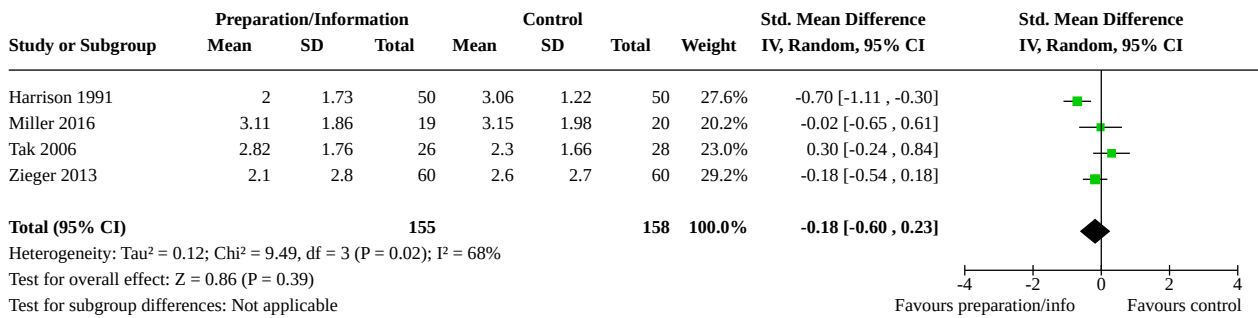 Preparation/Information Control Std. Mean Difference Std. Mean Difference
Study or Subgroup Mean SD Total Mean SD Total Weight IV, Random, 95% CI IV, Random, 95% CI
Harrison 1991 2 1.73 50 3.06 1.22 50 27.6% -0.70 [-1.11 , -0.30]
Miller 2016 3.11 1.86 19 3.15 1.98 20 20.2% -0.02 [-0.65 , 0.61]
Tak 2006 2.82 1.76 26 2.3 1.66 28 23.0% 0.30 [-0.24 , 0.84]
Zieger 2013 2.1 2.8 60 2.6 2.7 60 29.2% -0.18 [-0.54 , 0.18]
Total (95% CI) 155 158 100.0% -0.18 [-0.60 , 0.23]
Heterogeneity: Tau² = 0.12; Chi² = 9.49, df = 3 (P = 0.02); I² = 68%
Test for overall effect: Z = 0.86 (P = 0.39) -4 -2 0 2 4
Test for subgroup differences: Not applicable Favours preparation/info Favours control